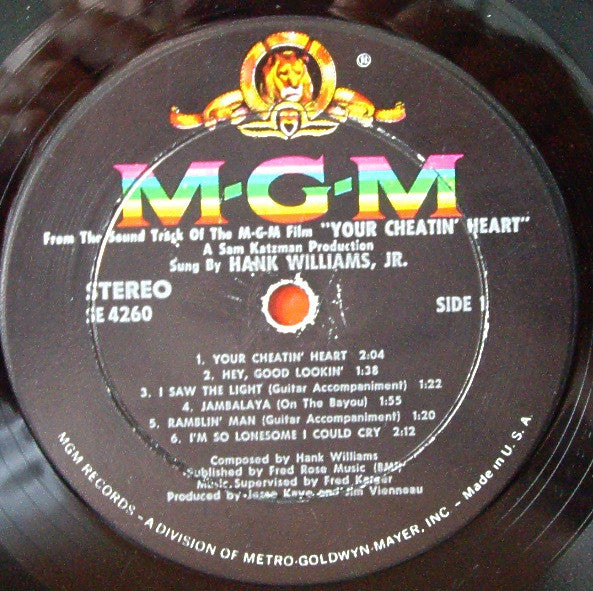 ®
M-G-M
From The Sound Track Of The M-G-M Film "YOUR CHEATIN' HEART"
A Sam Katzman Production
Sung By HANK WILLIAMS, JR.
STEREO
SE 4260
SIDE 1
1. YOUR CHEATIN' HEART 2:04
2. HEY, GOOD LOOKIN' 1:38
3. I SAW THE LIGHT (Guitar Accompaniment) 1:22
4. JAMBALAYA (On The Bayou) 1:55
5. RAMBLIN' MAN (Guitar Accompaniment) 1:20
6. I'M SO LONESOME I COULD CRY 2:12
Composed by Hank Williams
Published by Fred Rose Music (BMI)
Music Supervised by Fred Karger
Produced by Jesse Kaye and Jim Vienneau
MGM RECORDS – A DIVISION OF METRO-GOLDWYN-MAYER, INC – Made in U.S.A.